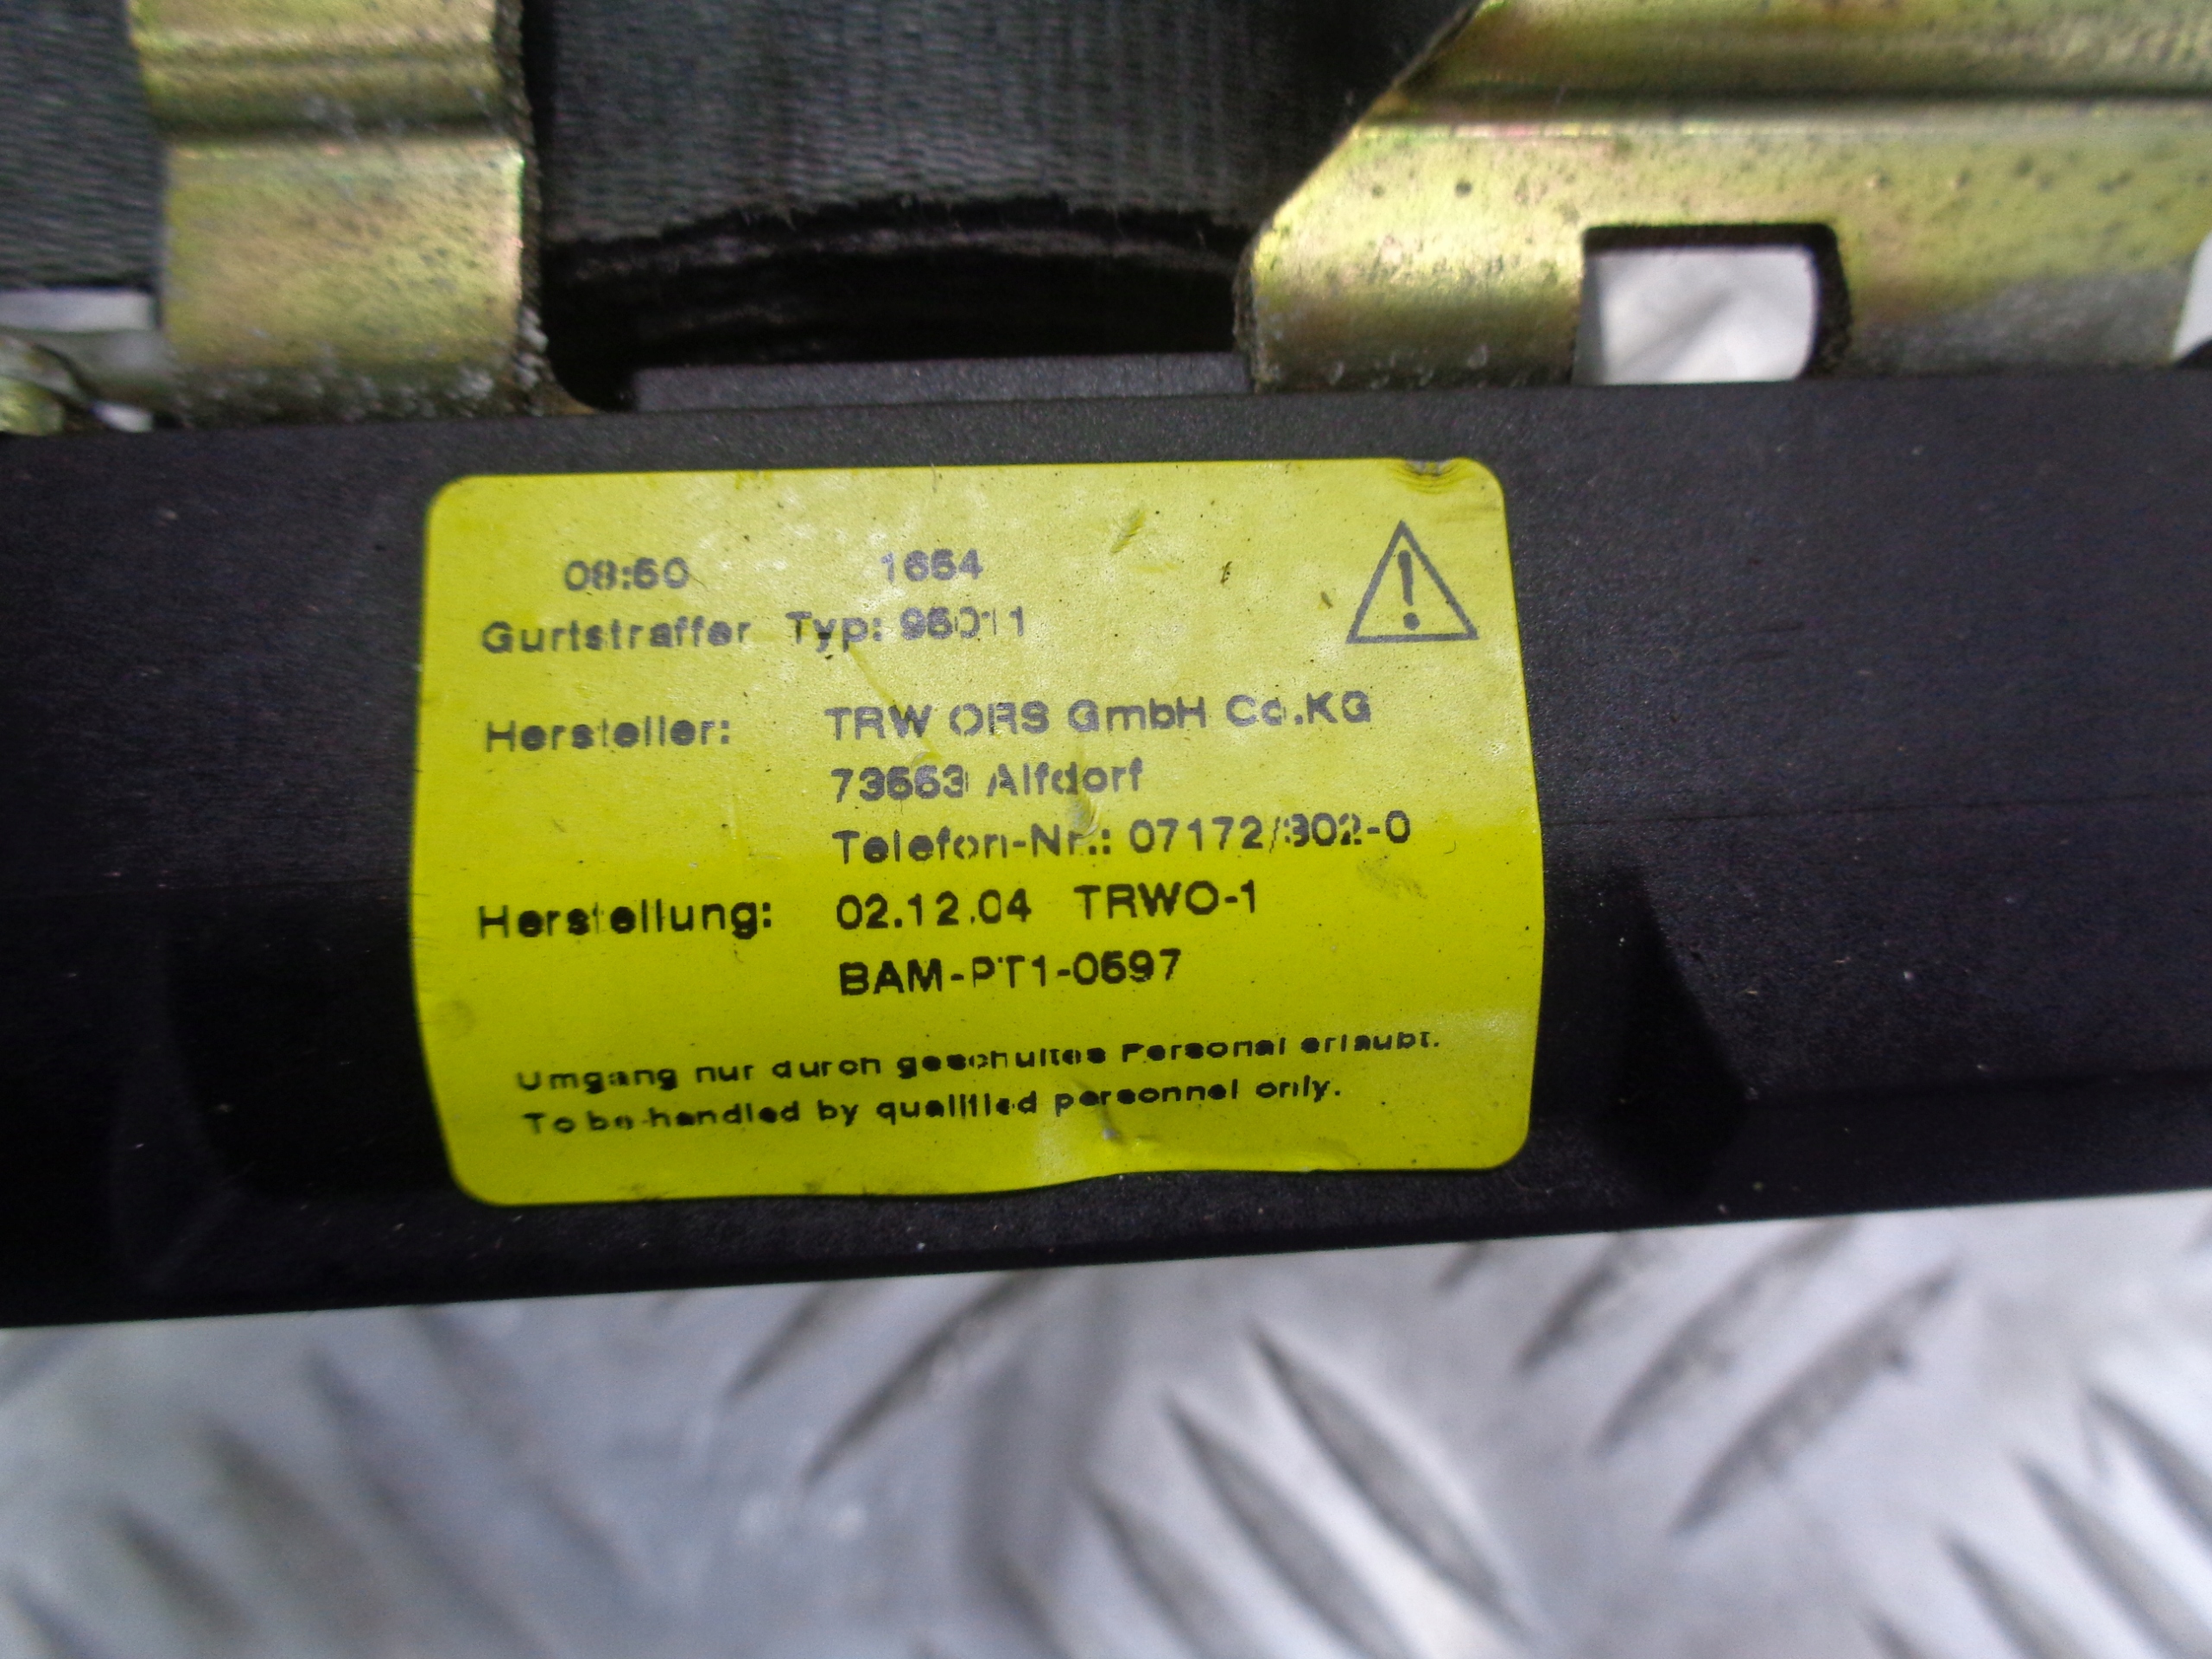 08:50 1654
Gurtstraffer Typ: 95011
Hersteller: TRW ORS GmbH Co.KG
73553 Alfdorf
Telefon-Nr.: 07172/302-0
Herstellung: 02.12.04 TRWO-1
BAM-PT1-0597
Umgang nur durch geschultes Personal erlaubt.
To be handled by qualified personnel only.